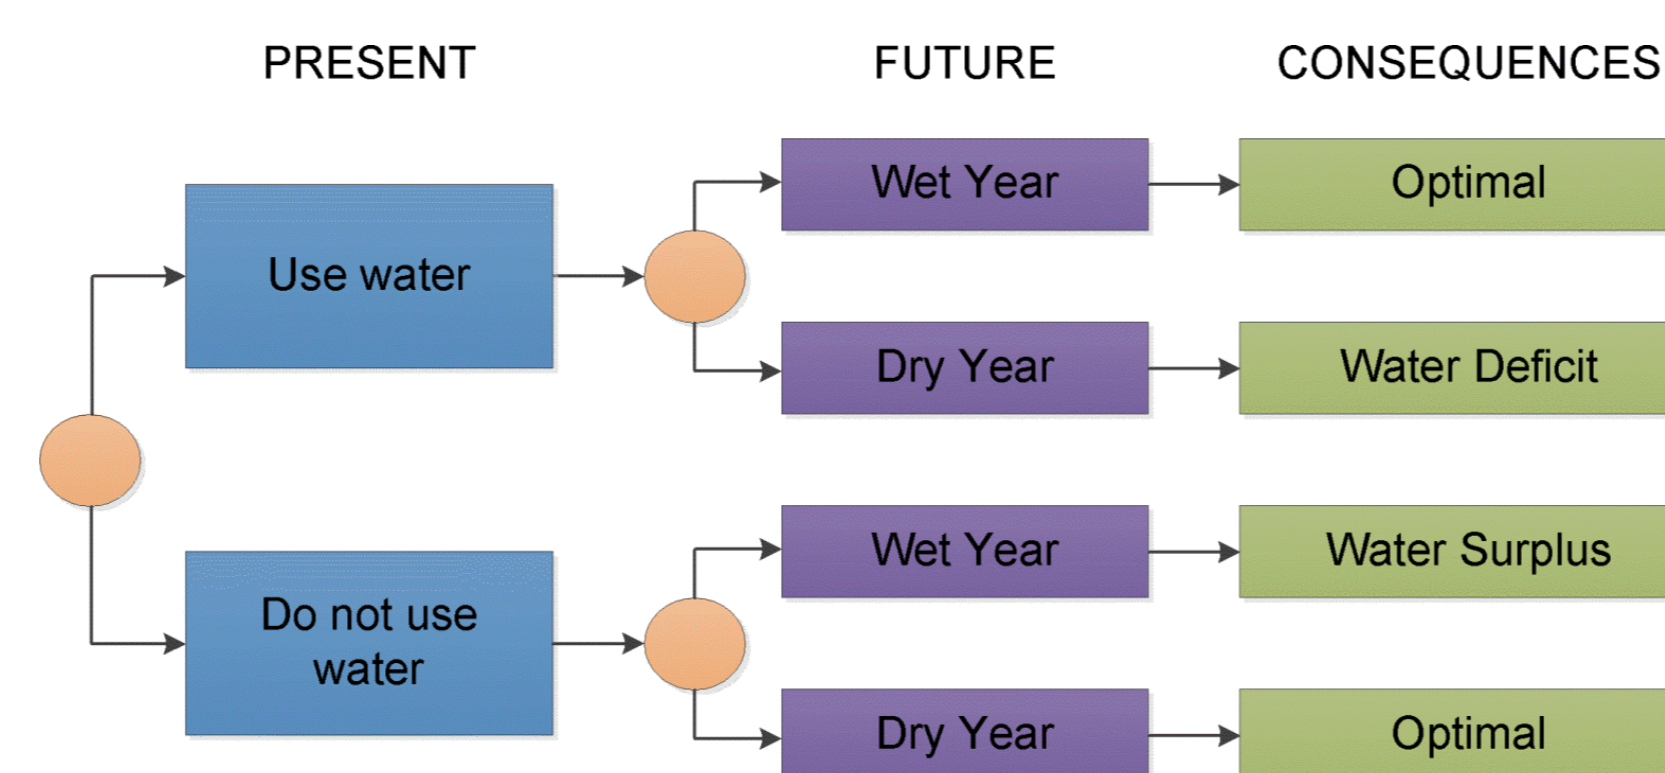 PRESENT
FUTURE
CONSEQUENCES
Use water
Wet Year
Optimal
Dry Year
Water Deficit
Do not use
water
Wet Year
Water Surplus
Dry Year
Optimal